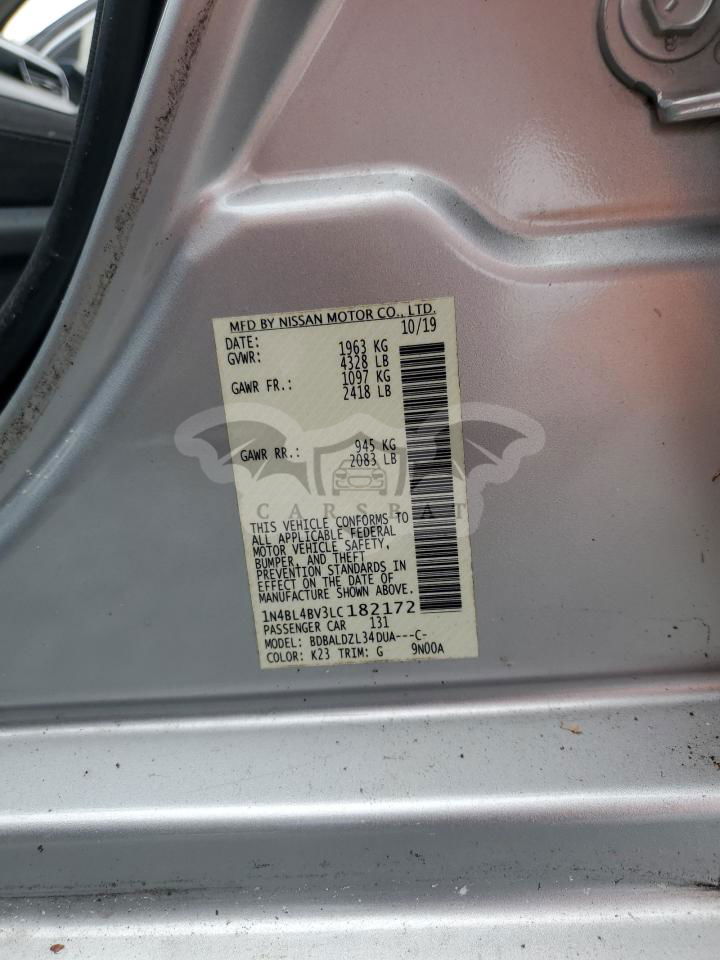 MFD BY NISSAN MOTOR CO., LTD.
DATE: 10/19
GVWR: 1963 KG
4328 LB
GAWR FR.: 1097 KG
2418 LB
GAWR RR.: 945 KG
2083 LB
CARSBAT
THIS VEHICLE CONFORMS TO
ALL APPLICABLE FEDERAL
MOTOR VEHICLE SAFETY,
BUMPER, AND THEFT
PREVENTION STANDARDS IN
EFFECT ON THE DATE OF
MANUFACTURE SHOWN ABOVE.
1N4BL4BV3LC182172
PASSENGER CAR 131
MODEL: BDBALDZL34DUA---C-
COLOR: K23 TRIM: G 9N00A
8